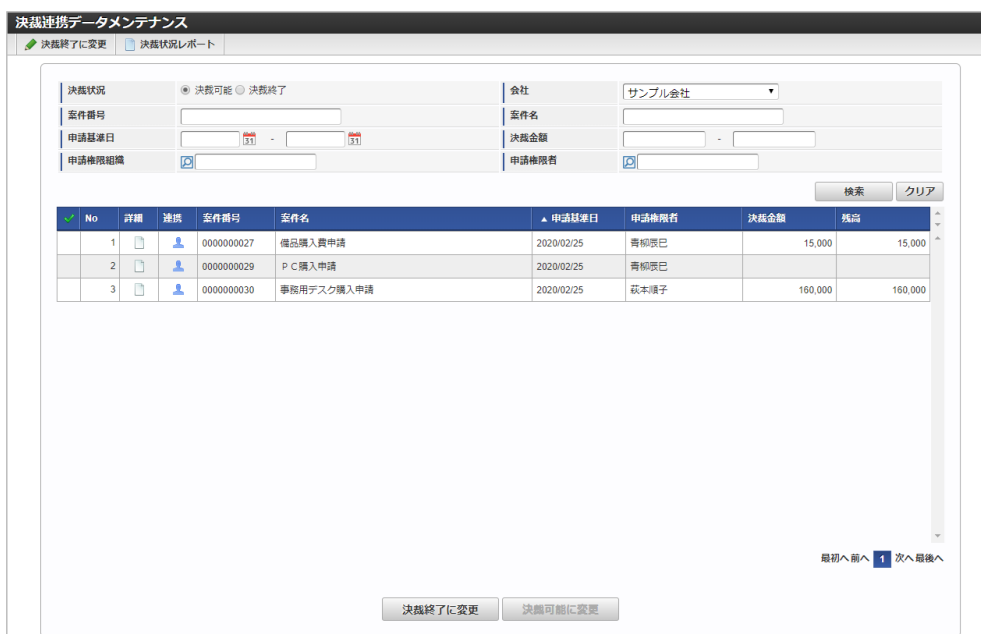 決裁連携データメンテナンス
決裁終了に変更 決裁状況レポート
決裁状況 決裁可能 決裁終了 会社 サンプル会社
案件番号 案件名
申請基準日 31 - 31 決裁金額 -
申請権限組織 申請権限者
検索 クリア
No 詳細 連携 案件番号 案件名 ▲ 申請基準日 申請権限者 決裁金額 残高
1 0000000027 備品購入費申請 2020/02/25 青柳辰巳 15,000 15,000
2 0000000029 ＰＣ購入申請 2020/02/25 青柳辰巳
3 0000000030 事務用デスク購入申請 2020/02/25 萩本順子 160,000 160,000
最初へ 前へ 1 次へ 最後へ
決裁終了に変更 決裁可能に変更